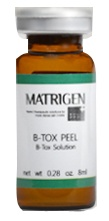 MATRIGEN
B-TOX PEEL
B-Tox Solution
net wt. 0.28 oz. 8ml